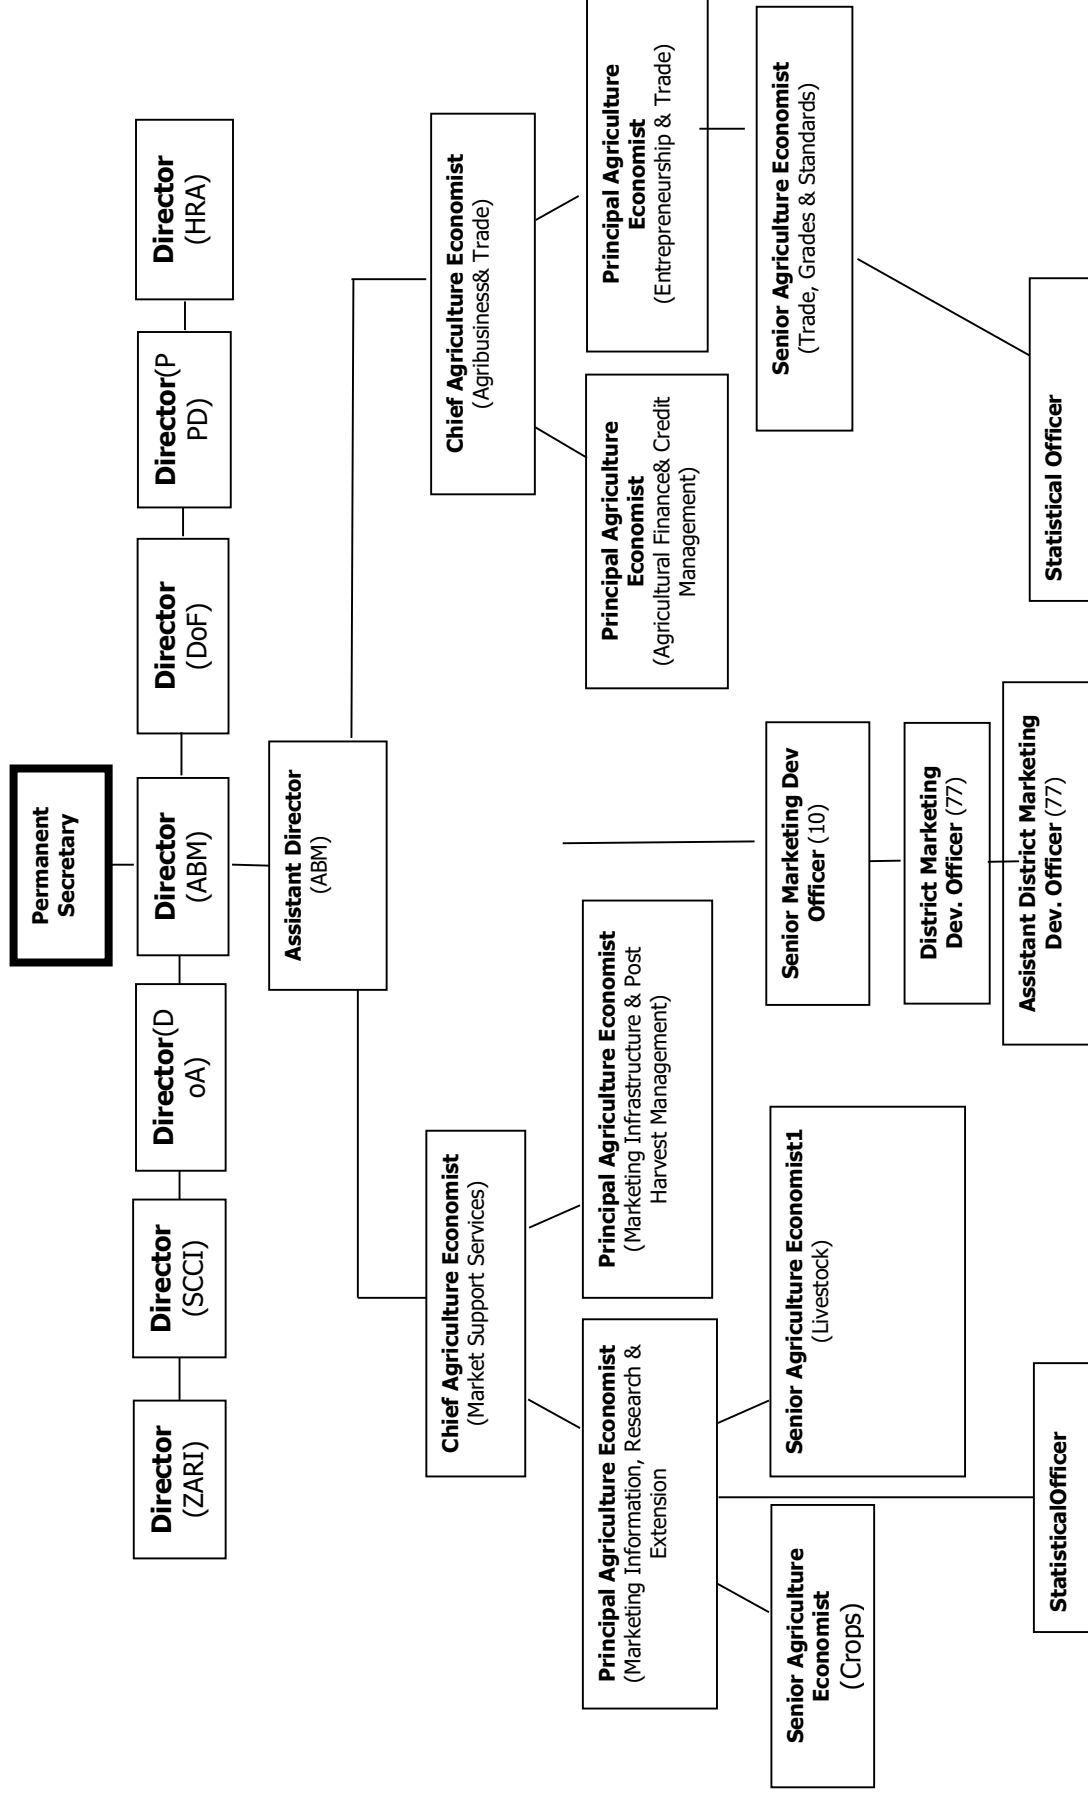 Permanent
Secretary
Director
(ZARI)
Director
(SCCI)
Director(D
oA)
Director
(ABM)
Director
(DoF)
Director(P
PD)
Director
(HRA)
Assistant Director
(ABM)
Chief Agriculture Economist
(Market Support Services)
Chief Agriculture Economist
(Agribusiness& Trade)
Principal Agriculture Economist
(Marketing Information, Research &
Extension
Principal Agriculture Economist
(Marketing Infrastructure & Post
Harvest Management)
Principal Agriculture
Economist
(Agricultural Finance& Credit
Management)
Principal Agriculture
Economist
(Entrepreneurship & Trade)
Senior Agriculture
Economist
(Crops)
Senior Agriculture Economist1
(Livestock)
Senior Marketing Dev
Officer (10)
Senior Agriculture Economist
(Trade, Grades & Standards)
District Marketing
Dev. Officer (77)
StatisticalOfficer
Assistant District Marketing
Dev. Officer (77)
Statistical Officer